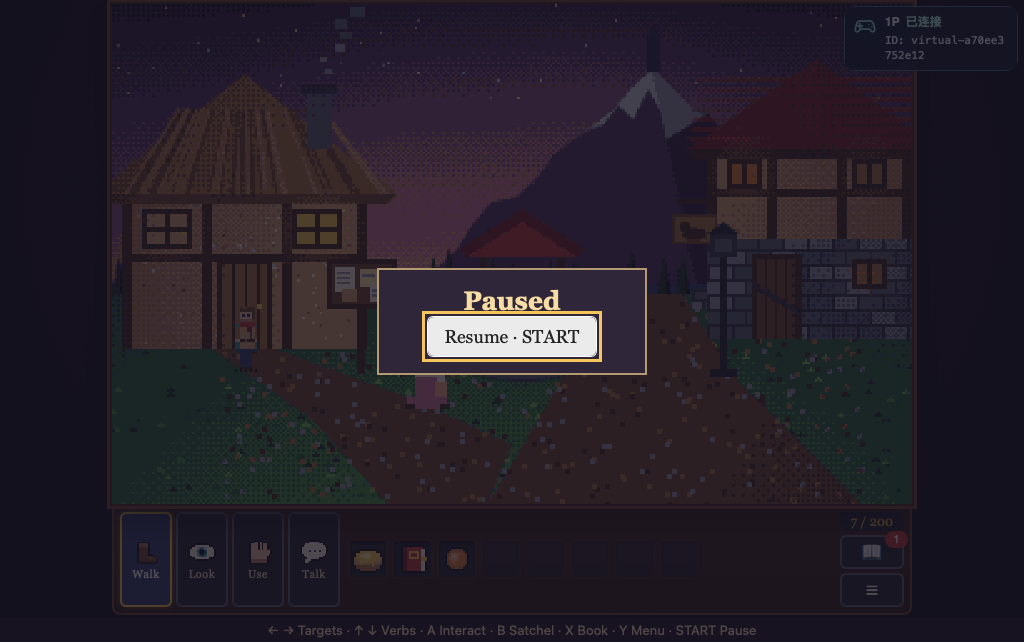 1P 已连接
ID: virtual-a70ee3
752e12
Paused
Resume · START
7 / 200
1
Walk
Look
Use
Talk
← → Targets · ↑ ↓ Verbs · A Interact · B Satchel · X Book · Y Menu · START Pause